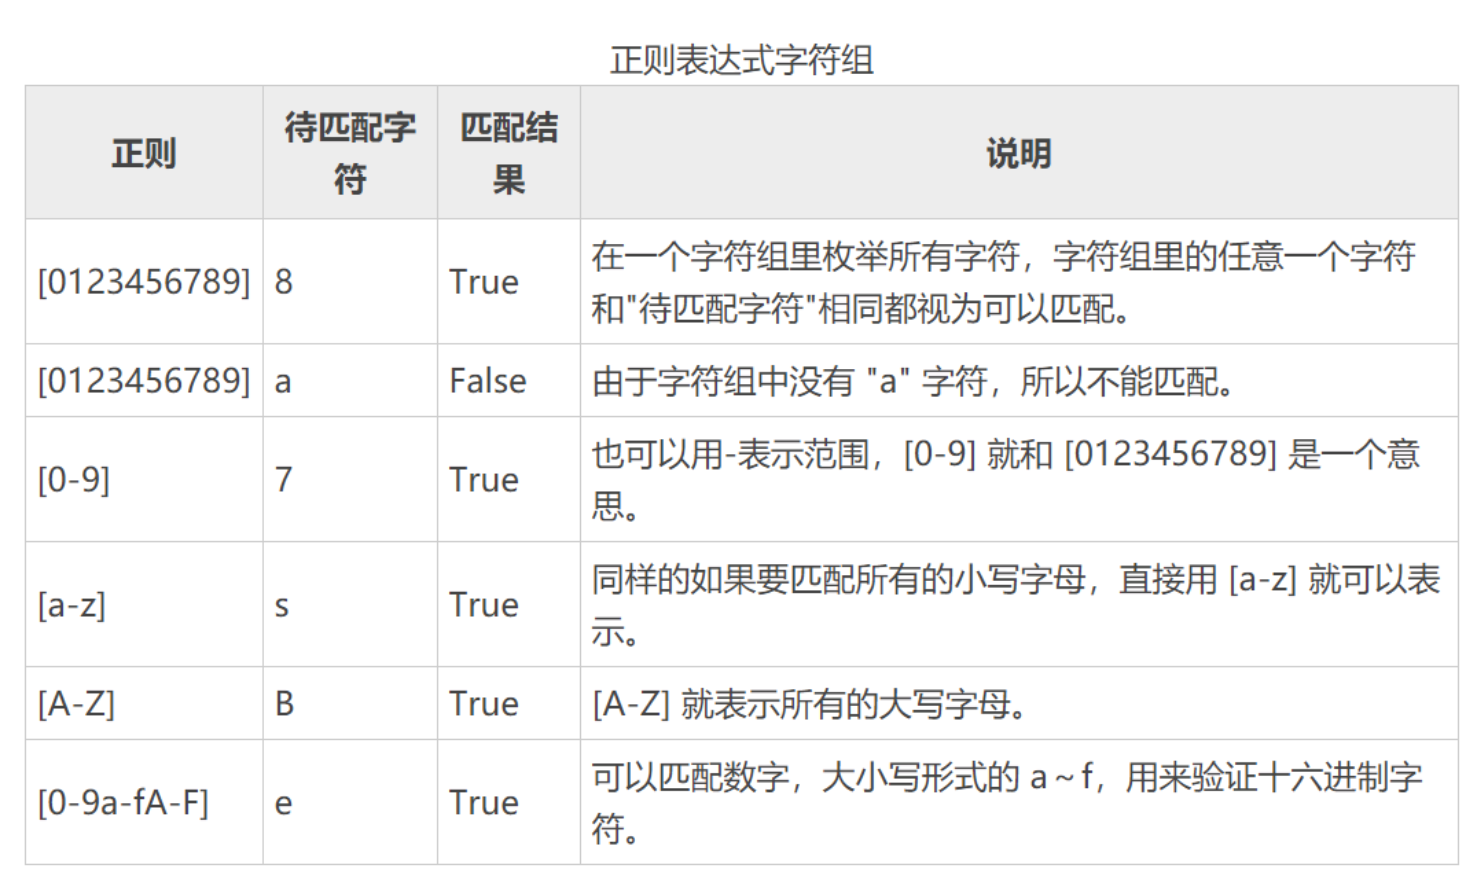 正则表达式字符组
正则
待匹配字
符
匹配结
果
说明
[0123456789]
8
True
在一个字符组里枚举所有字符，字符组里的任意一个字符
和"待匹配字符"相同都视为可以匹配。
[0123456789]
a
False
由于字符组中没有 "a" 字符，所以不能匹配。
[0-9]
7
True
也可以用-表示范围，[0-9] 就和 [0123456789] 是一个意
思。
[a-z]
s
True
同样的如果要匹配所有的小写字母，直接用 [a-z] 就可以表
示。
[A-Z]
B
True
[A-Z] 就表示所有的大写字母。
[0-9a-fA-F]
e
True
可以匹配数字，大小写形式的 a～f，用来验证十六进制字
符。